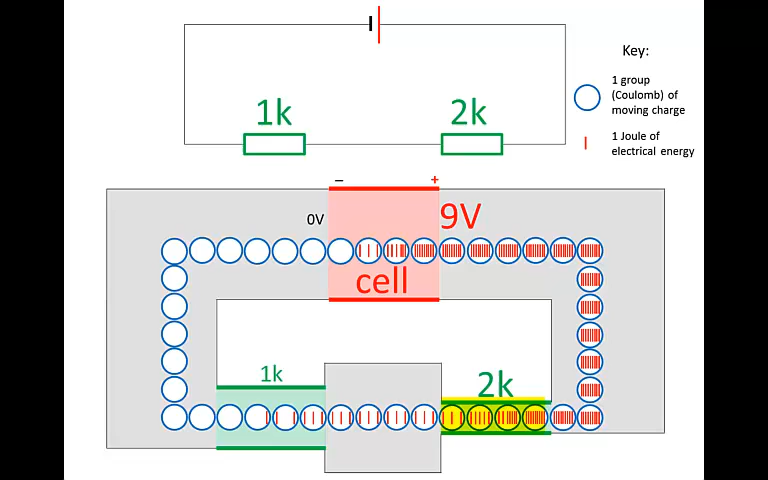 Key:
1k
2k
1 group
(Coulomb) of
moving charge
1 Joule of
electrical energy
– +
0V
9V
cell
1k
2k